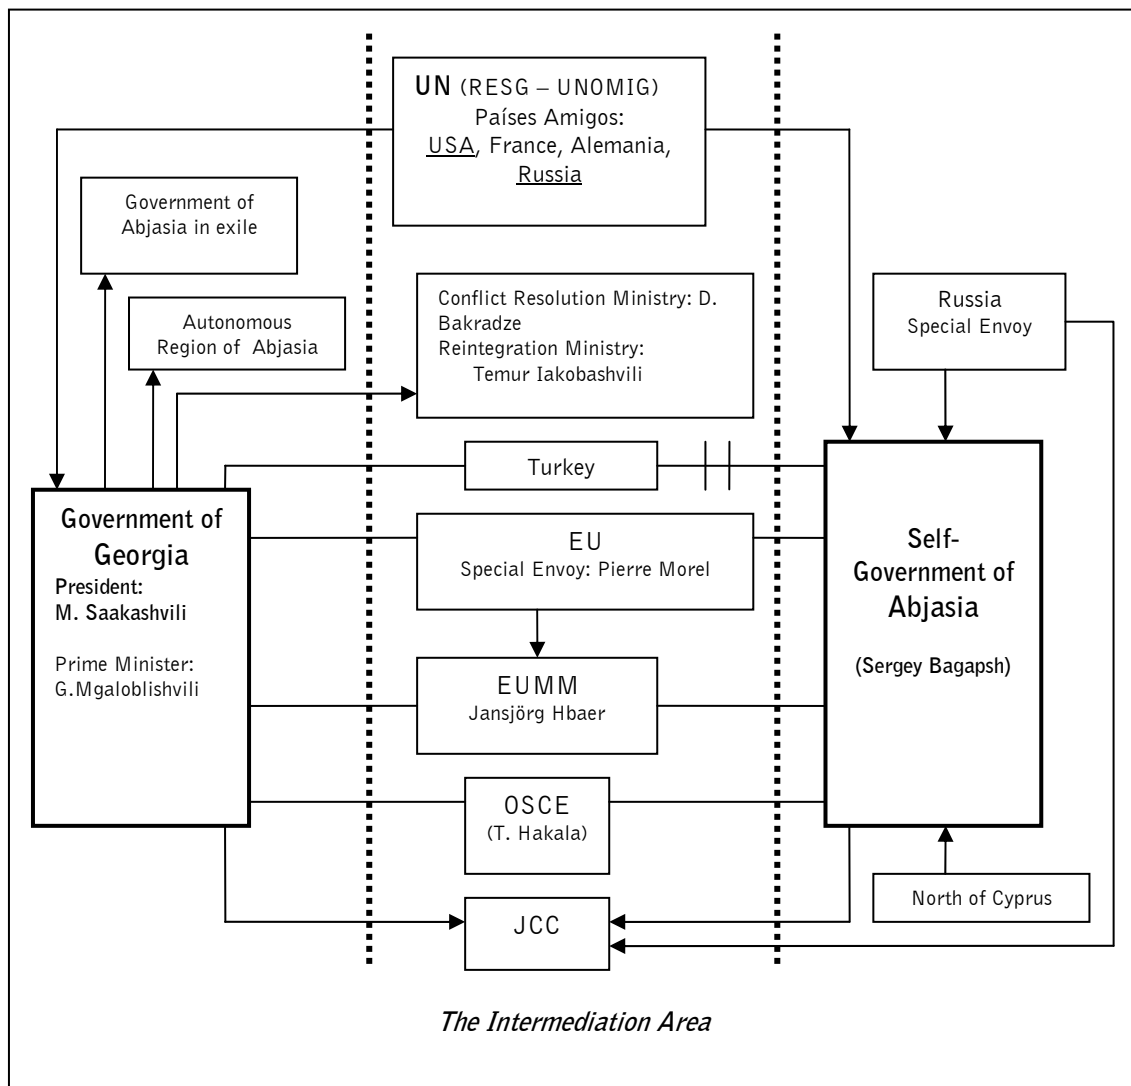 UN (RESG – UNOMIG)
Países Amigos:
USA, France, Alemania,
Russia
Government of
Abjasia in exile
Autonomous
Region of Abjasia
Conflict Resolution Ministry: D.
Bakradze
Reintegration Ministry:
Temur Iakobashvili
Russia
Special Envoy
Turkey
Government of
Georgia
President:
M. Saakashvili
Prime Minister:
G.Mgaloblishvili
EU
Special Envoy: Pierre Morel
EUMM
Jansjörg Hbaer
OSCE
(T. Hakala)
JCC
Self-
Government of
Abjasia
(Sergey Bagapsh)
North of Cyprus
The Intermediation Area